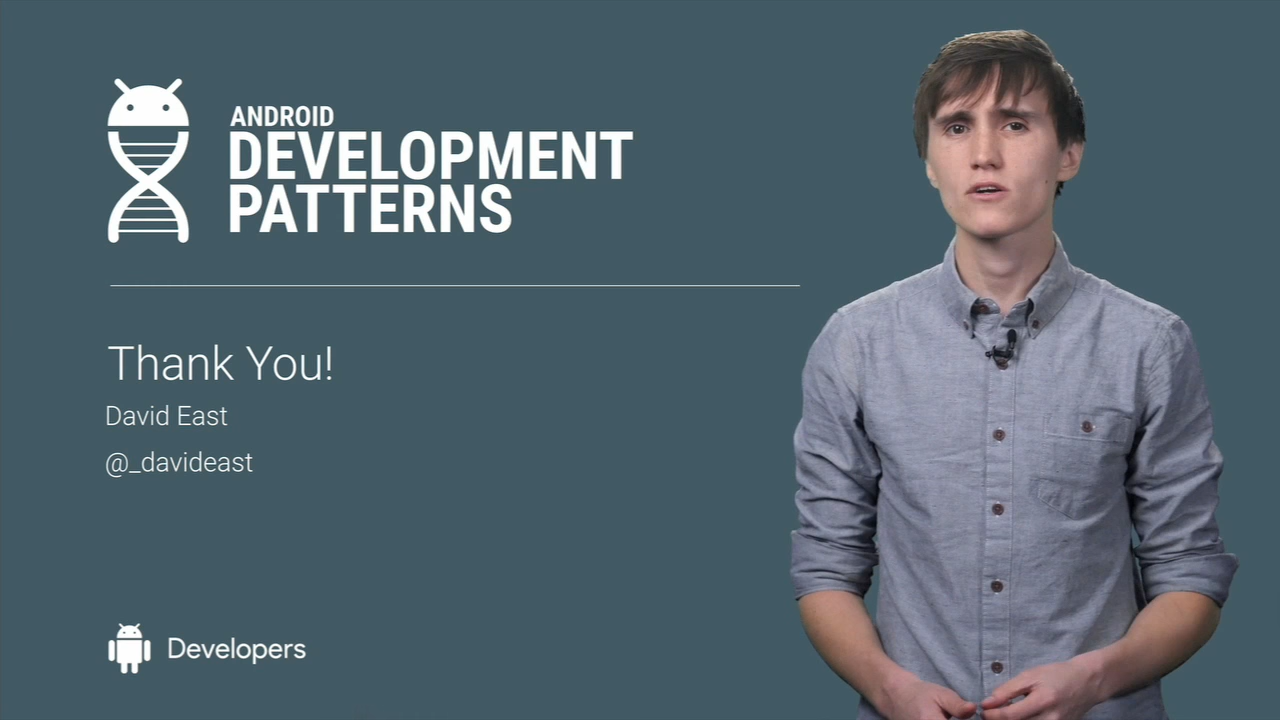 ANDROID
DEVELOPMENT
PATTERNS
Thank You!
David East
@_davideast
Developers